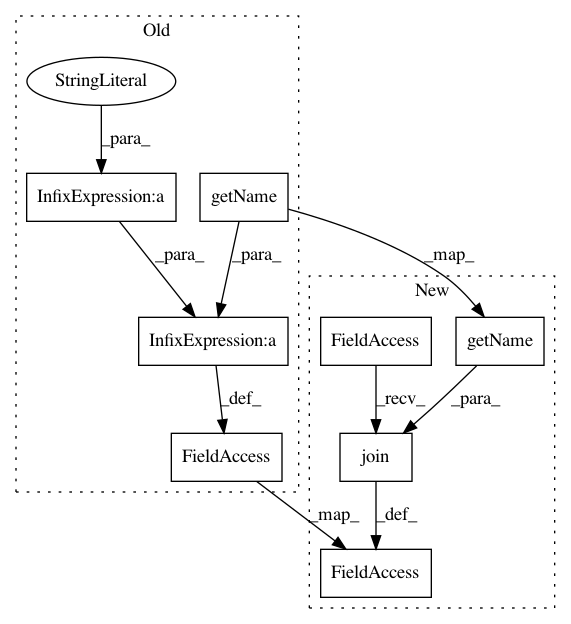 Old
StringLiteral
_para_
InfixExpression:a
getName
_para_
_para_
_map_
New
InfixExpression:a
FieldAccess
getName
_def_
_recv_
_para_
FieldAccess
join
_map_
_def_
FieldAccess